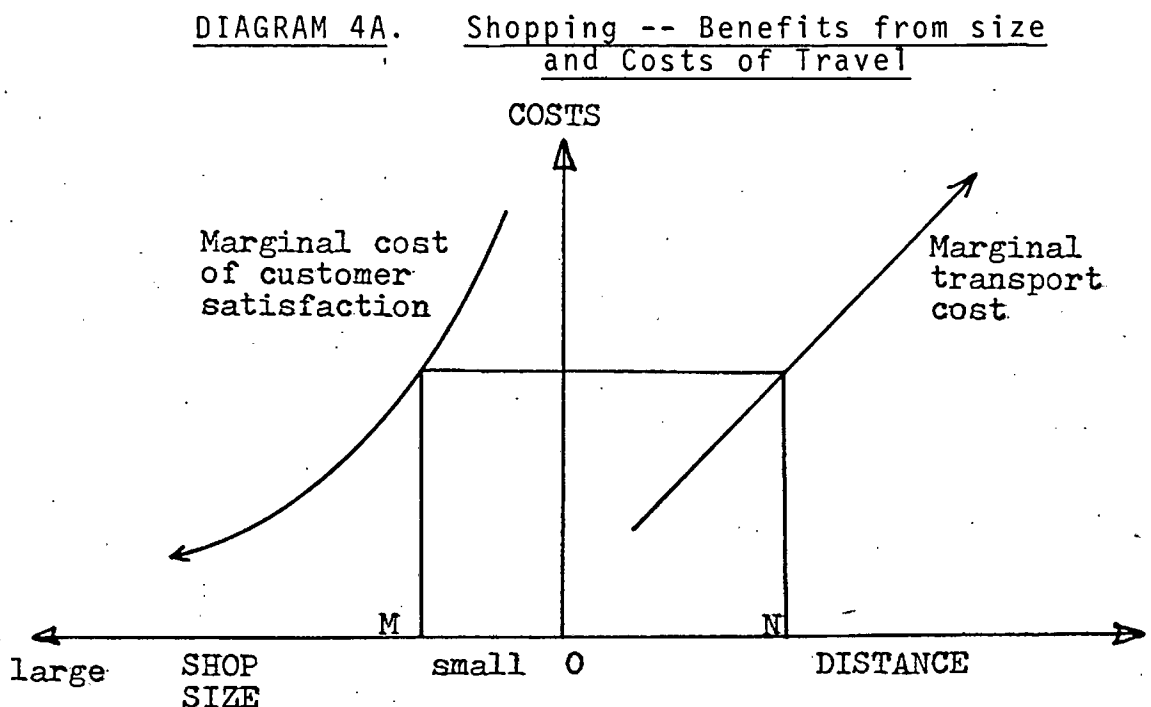 DIAGRAM 4A. Shopping -- Benefits from size
and Costs of Travel
COSTS
Marginal cost
of customer
satisfaction
Marginal
transport
cost
M
N
large
SHOP
SIZE
small
O
DISTANCE